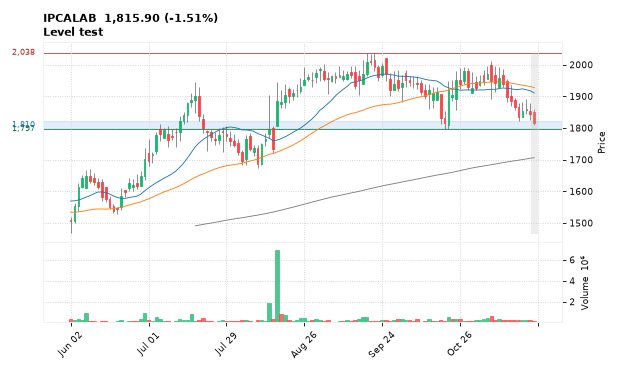 IPCALAB 1,815.90 (-1.51%)
Level test
2,038
1,810
1,797
2000
1900
1800
1700
1600
1500
Price
6
4
2
Volume 10⁶
Jun 02
Jul 01
Jul 29
Aug 26
Sep 24
Oct 26